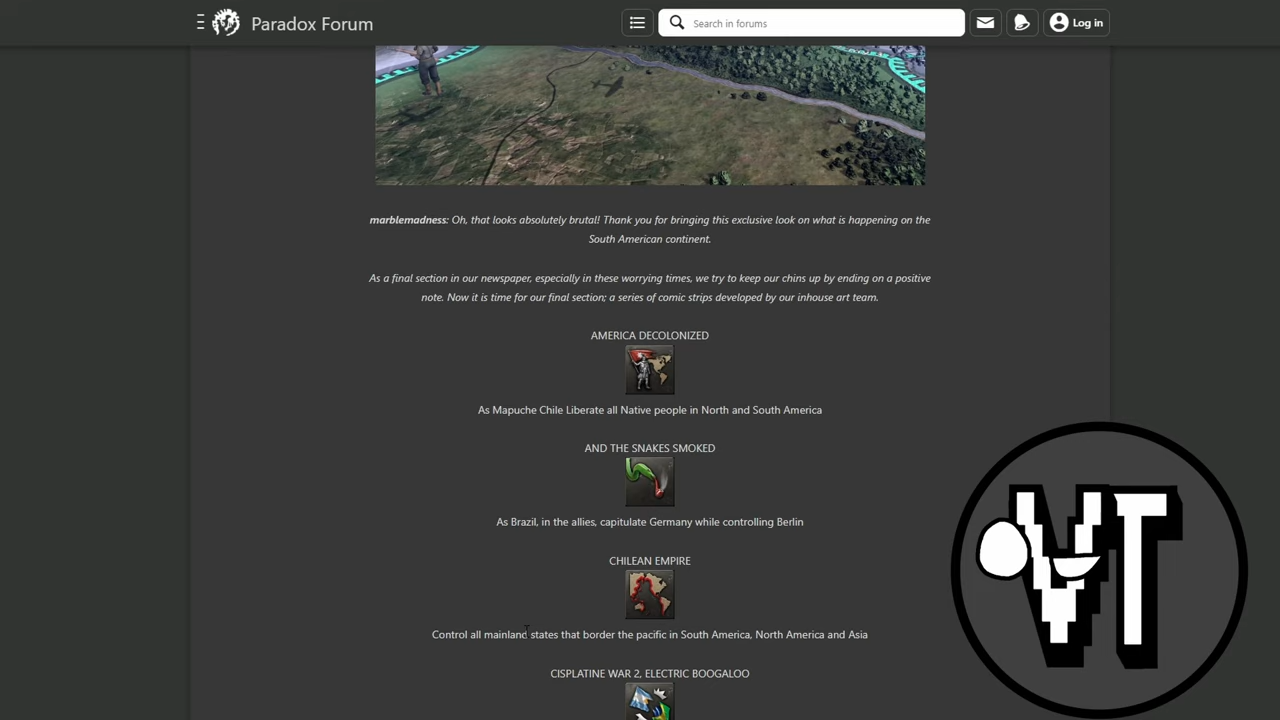 Paradox Forum
Search in forums
Log in
marblemadness: Oh, that looks absolutely brutal! Thank you for bringing this exclusive look on what is happening on the
South American continent.
As a final section in our newspaper, especially in these worrying times, we try to keep our chins up by ending on a positive
note. Now it is time for our final section; a series of comic strips developed by our inhouse art team.
AMERICA DECOLONIZED
As Mapuche Chile Liberate all Native people in North and South America
AND THE SNAKES SMOKED
As Brazil, in the allies, capitulate Germany while controlling Berlin
CHILEAN EMPIRE
Control all mainland states that border the pacific in South America, North America and Asia
CISPLATINE WAR 2, ELECTRIC BOOGALOO
VT